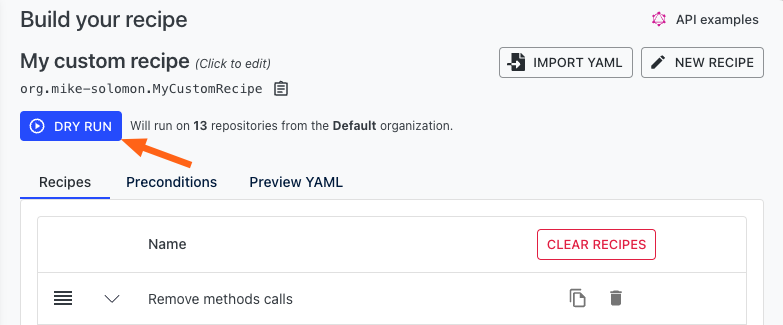 Build your recipe
API examples
My custom recipe (Click to edit)
IMPORT YAML
NEW RECIPE
org.mike-solomon.MyCustomRecipe
DRY RUN
Will run on 13 repositories from the Default organization.
Recipes
Preconditions
Preview YAML
Name
CLEAR RECIPES
Remove methods calls